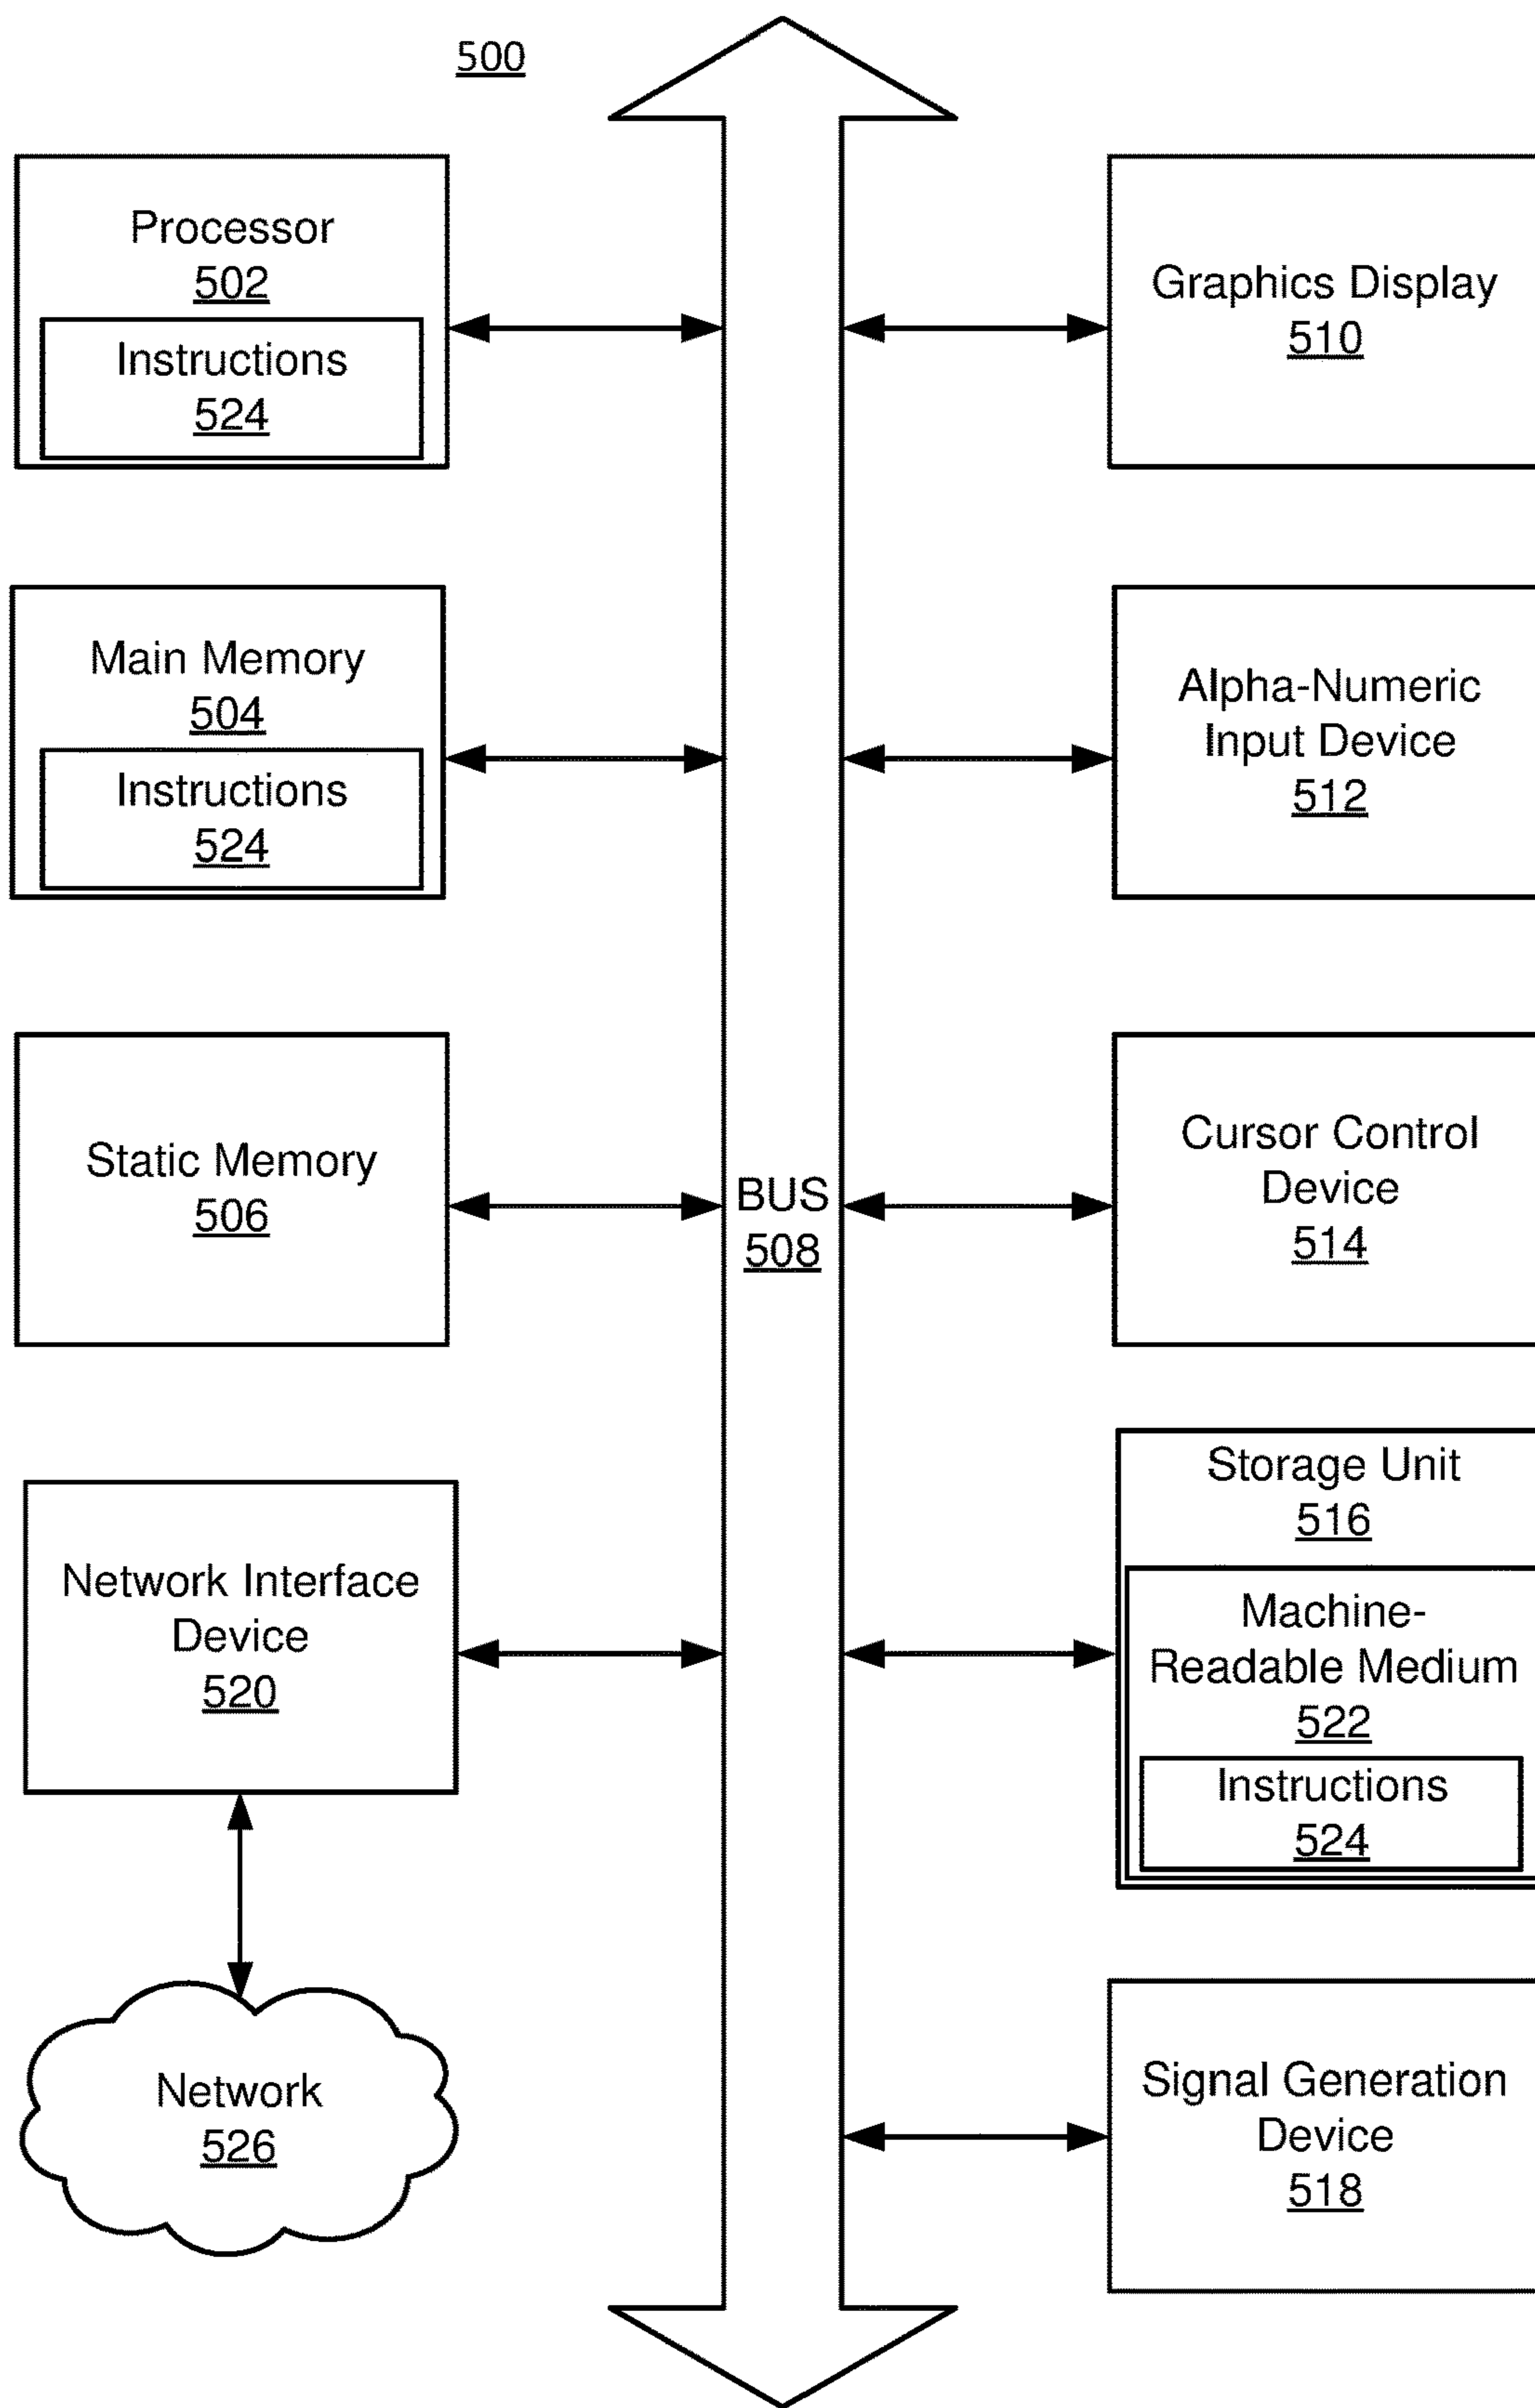 500
Processor
502
Instructions
524
Main Memory
504
Instructions
524
Static Memory
506
Network Interface
Device
520
Network
526
BUS
508
Graphics Display
510
Alpha-Numeric
Input Device
512
Cursor Control
Device
514
Storage Unit
516
Machine-
Readable Medium
522
Instructions
524
Signal Generation
Device
518